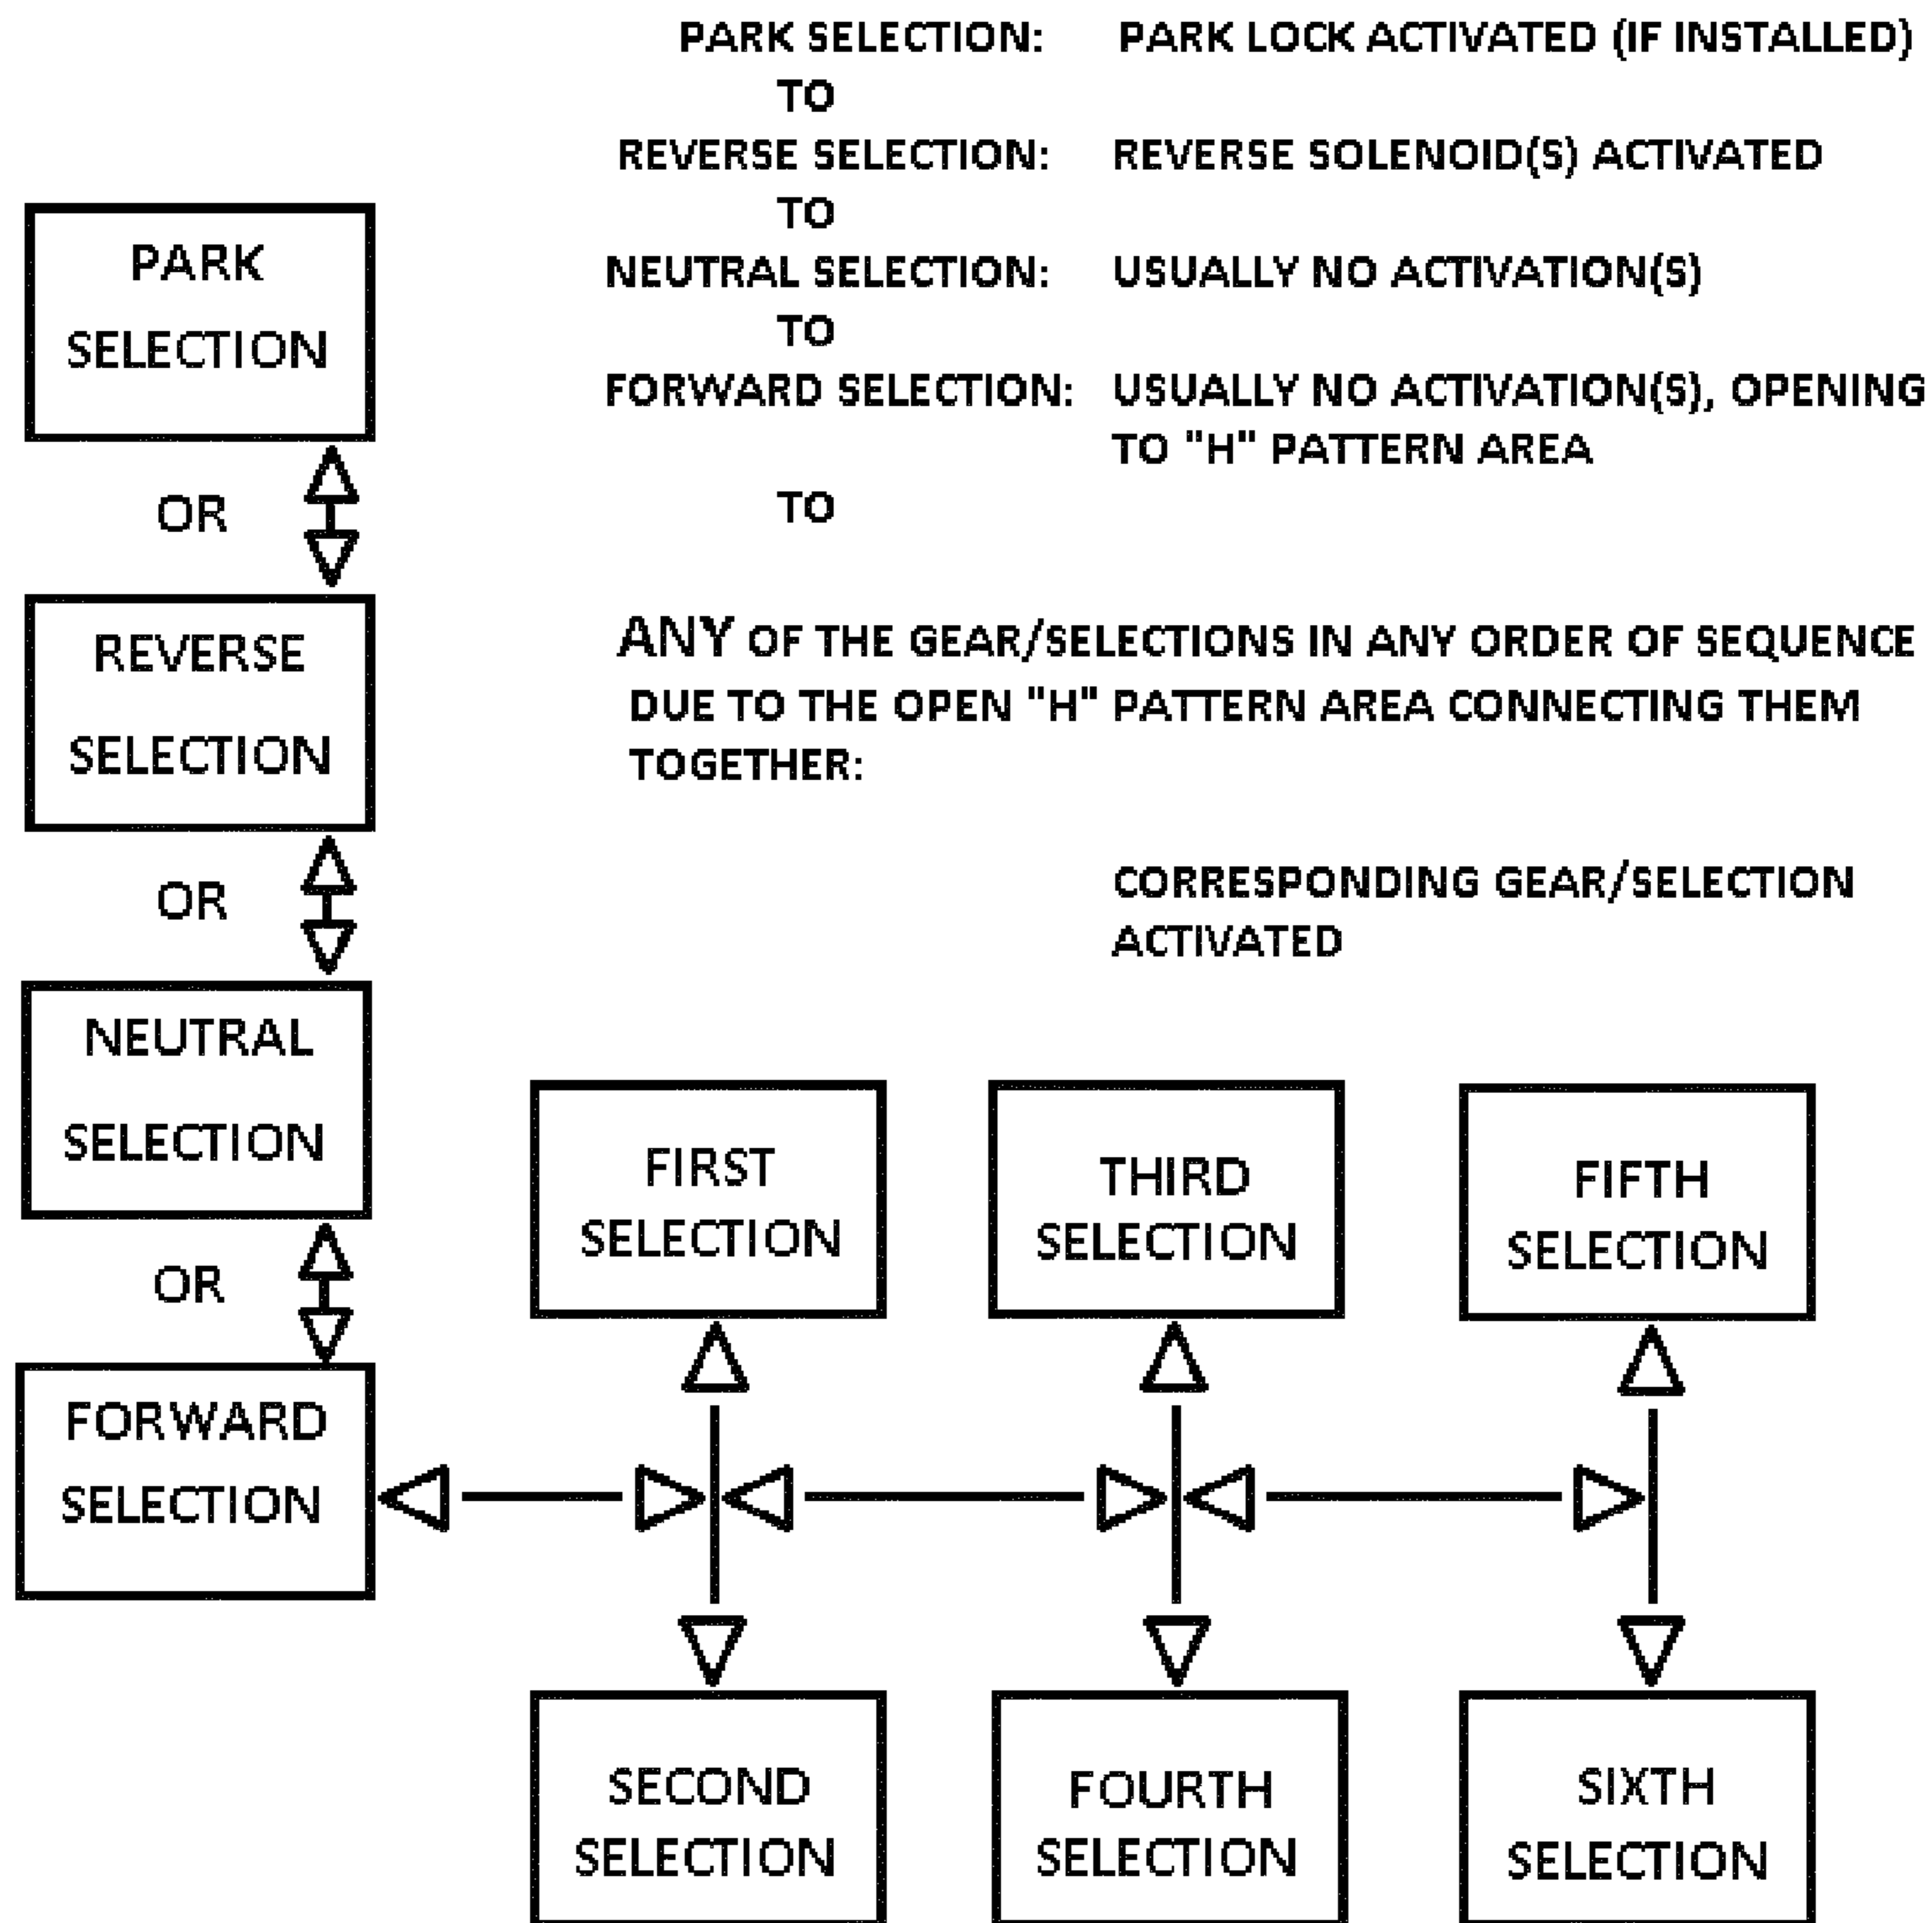 PARK SELECTION: PARK LOCK ACTIVATED (IF INSTALLED)
TO
REVERSE SELECTION: REVERSE SOLENOID(S) ACTIVATED
TO
NEUTRAL SELECTION: USUALLY NO ACTIVATION(S)
TO
FORWARD SELECTION: USUALLY NO ACTIVATION(S), OPENING
TO "H" PATTERN AREA
TO
ANY OF THE GEAR/SELECTIONS IN ANY ORDER OF SEQUENCE
DUE TO THE OPEN "H" PATTERN AREA CONNECTING THEM
TOGETHER:
CORRESPONDING GEAR/SELECTION
ACTIVATED
PARK
SELECTION
OR
REVERSE
SELECTION
OR
NEUTRAL
SELECTION
OR
FORWARD
SELECTION
FIRST
SELECTION
THIRD
SELECTION
FIFTH
SELECTION
SECOND
SELECTION
FOURTH
SELECTION
SIXTH
SELECTION